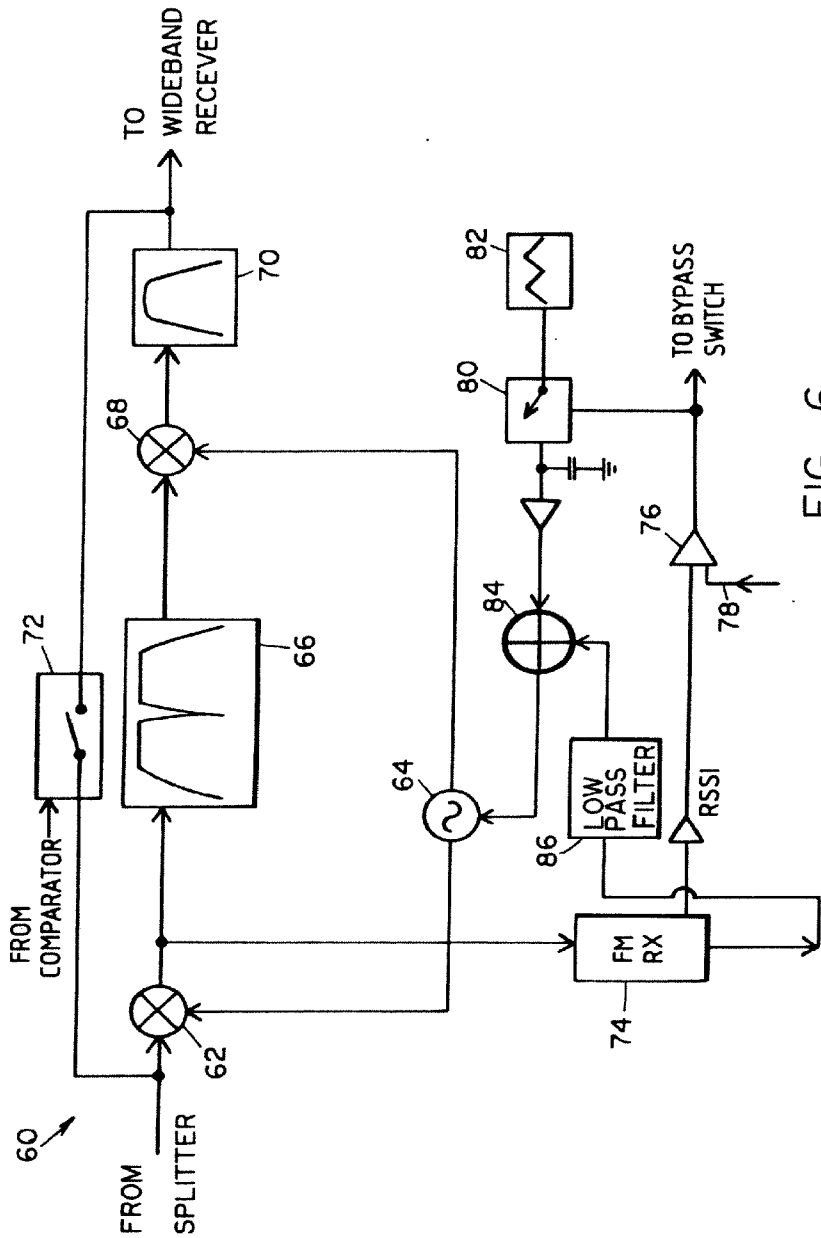 60
FROM
SPLITTER
FROM
COMPARATOR
72
62
66
68
70
TO
WIDEBAND
RECEVER
64
74
FM
RX
86
LOW
PASS
FILTER
84
80
82
RSSI
76
78
TO BYPASS
SWITCH
FIG. 6